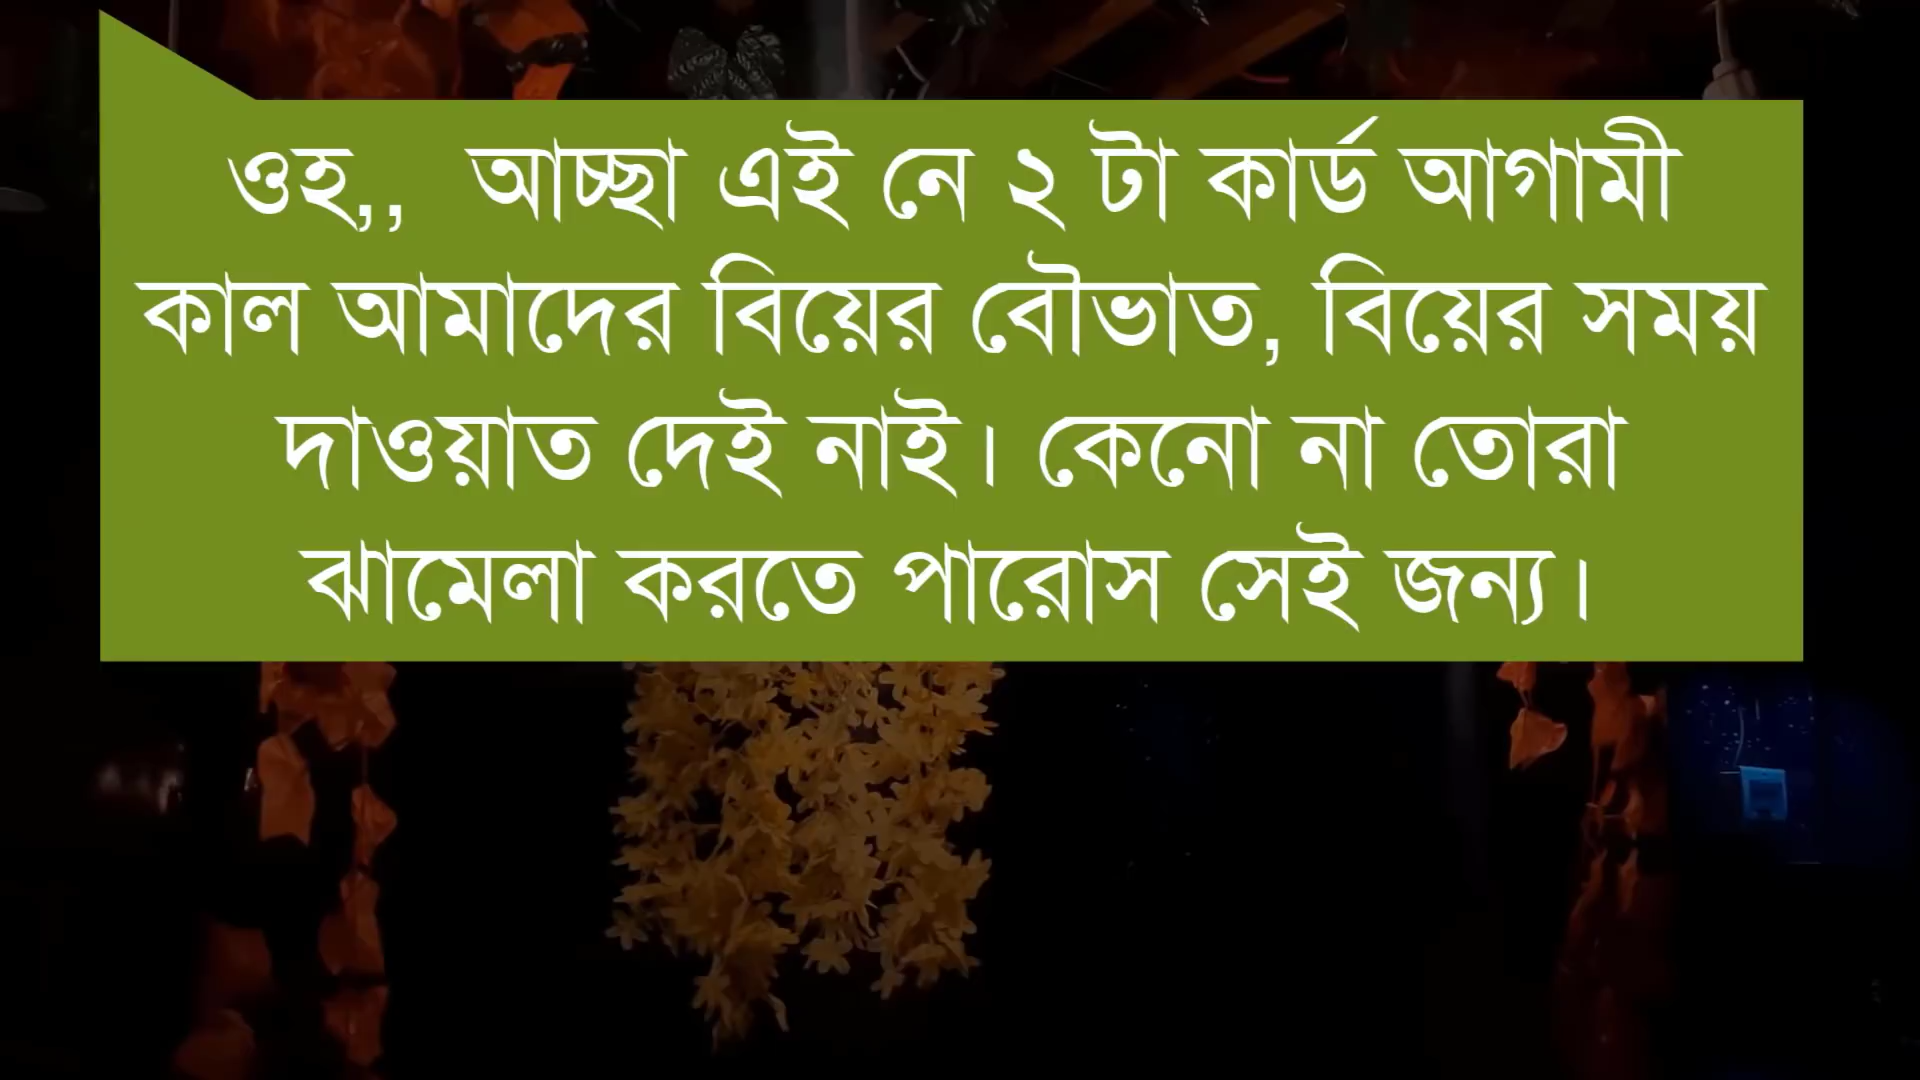 ওহ,, আচ্ছা এই নে ২ টা কার্ড আগামী
কাল আমাদের বিয়ের বৌভাত, বিয়ের সময়
দাওয়াত দেই নাই। কেনো না তোরা
ঝামেলা করতে পারোস সেই জন্য।